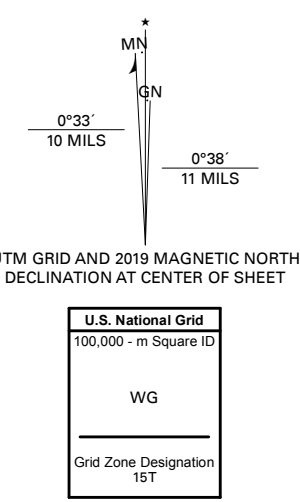 ★
MN
GN
0°33´
10 MILS
0°38´
11 MILS
UTM GRID AND 2019 MAGNETIC NORTH
DECLINATION AT CENTER OF SHEET
U.S. National Grid
100,000 - m Square ID
WG
Grid Zone Designation
15T